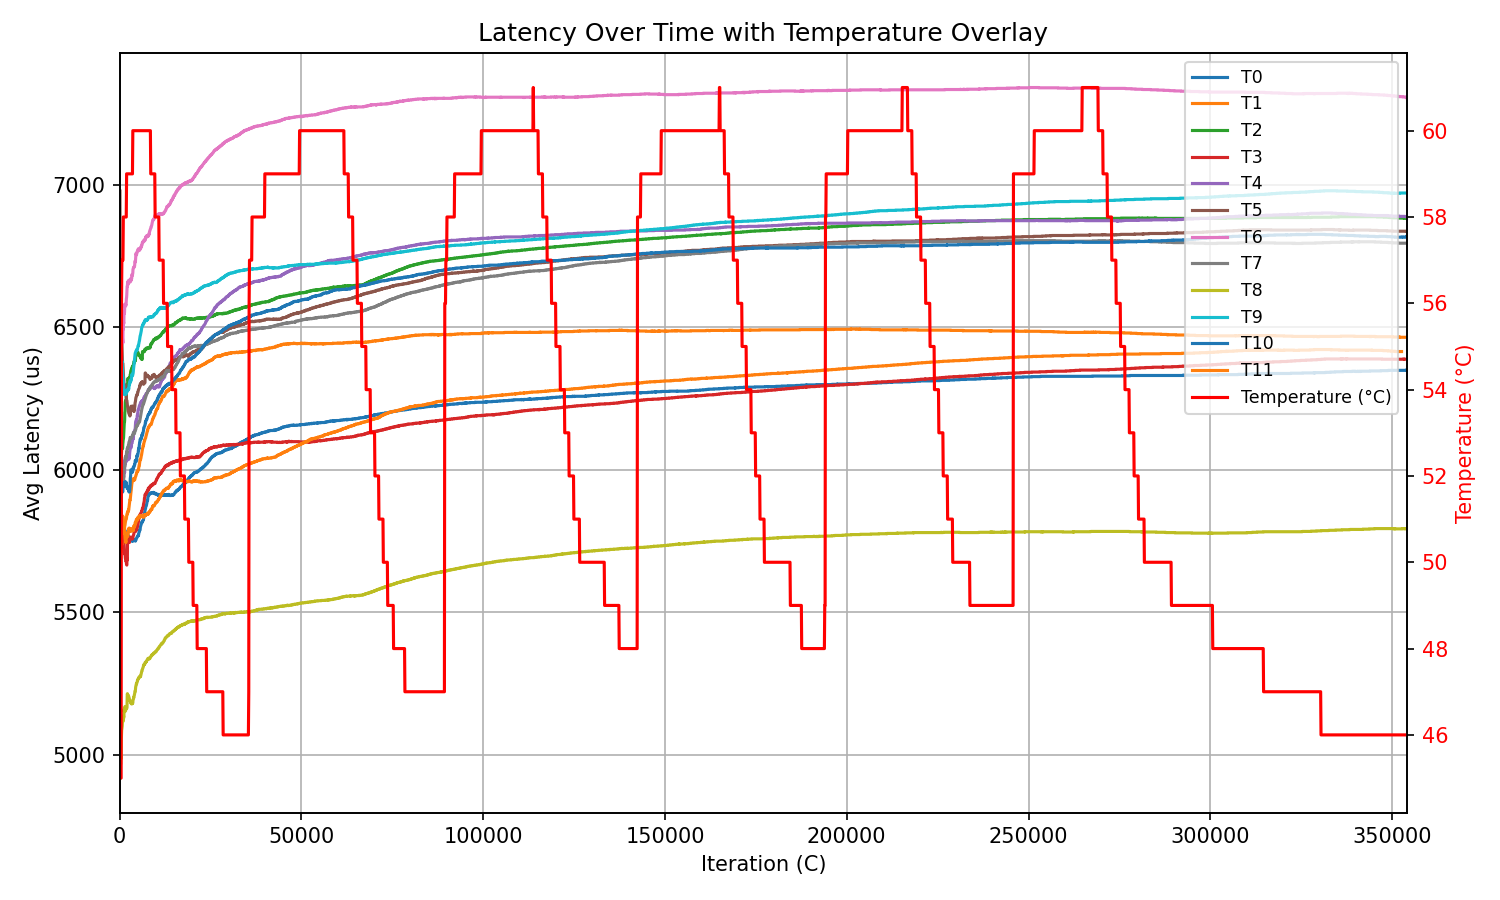 Latency Over Time with Temperature Overlay
Avg Latency (us)
7000
6500
6000
5500
5000
T0
T1
T2
T3
T4
T5
T6
T7
T8
T9
T10
T11
Temperature (°C)
60
58
56
54
52
50
48
46
Temperature (°C)
0
50000
100000
150000
200000
250000
300000
350000
Iteration (C)